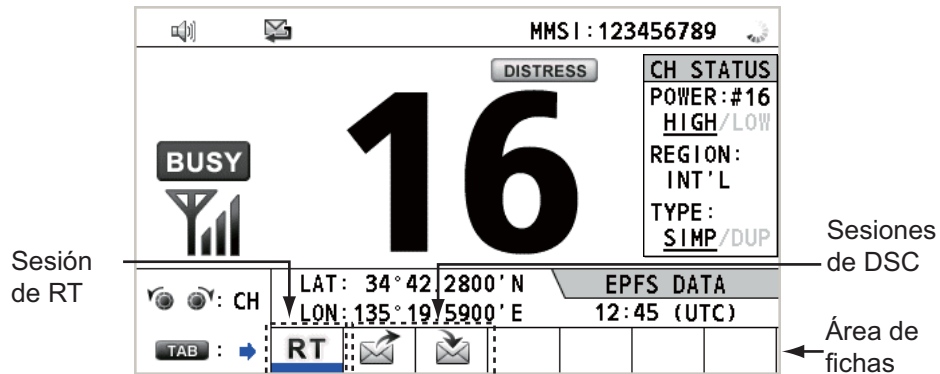 MMSI:123456789
DISTRESS
16
BUSY
CH STATUS
POWER:#16
HIGH/LOW
REGION:
INT'L
TYPE:
SIMP/DUP
Sesión
de RT
Sesiones
de DSC
: CH
LAT: 34°42.2800'N
LON:135°19.5900'E
EPFS DATA
12:45 (UTC)
TAB :
RT
Área de
fichas